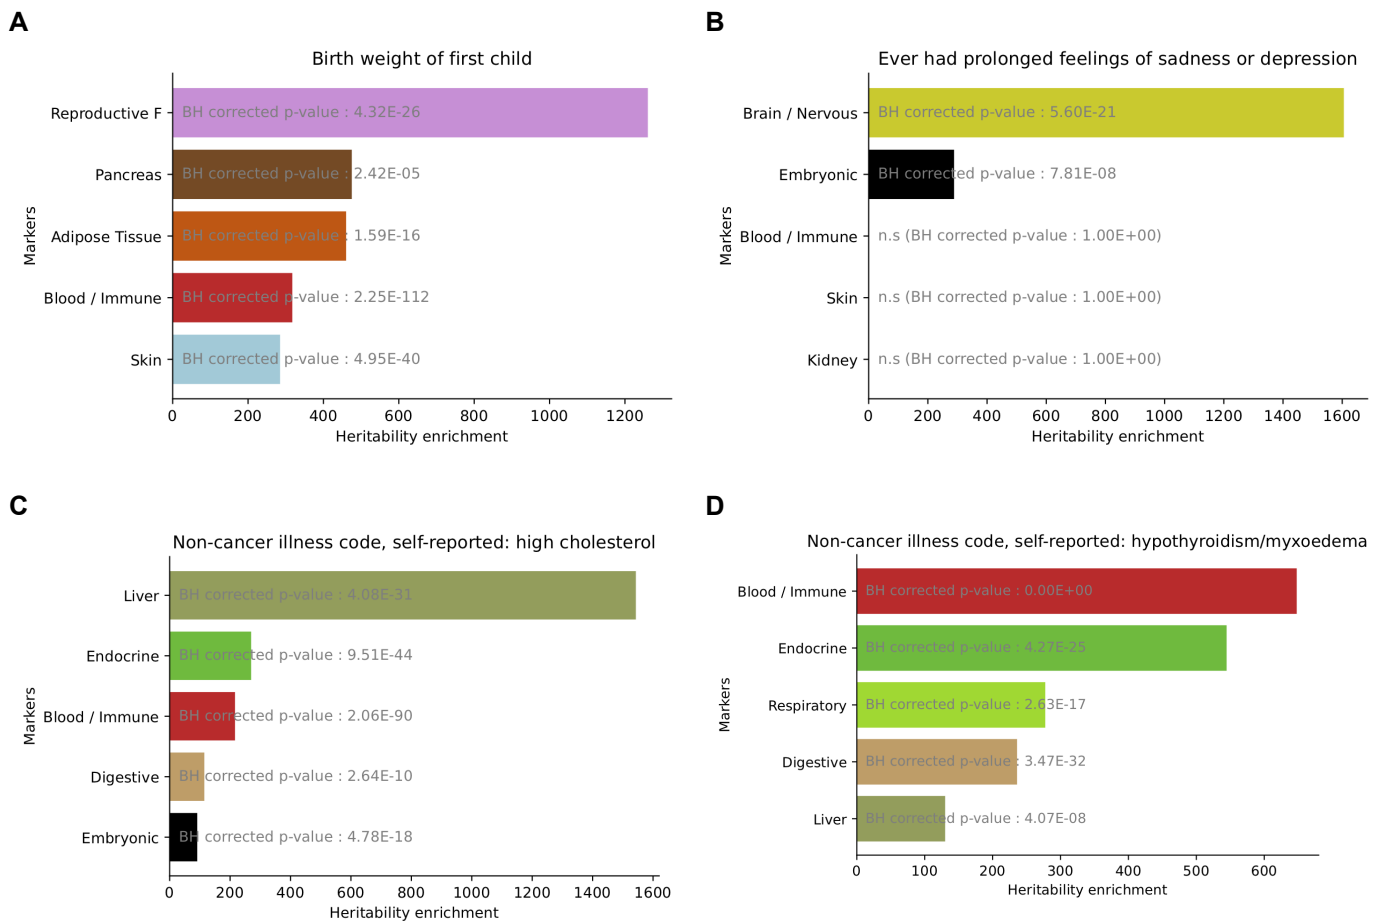 A
Birth weight of first child
Markers
Reproductive F
BH corrected p-value : 4.32E-26
Pancreas
BH corrected p-value : 2.42E-05
Adipose Tissue
BH corrected p-value : 1.59E-16
Blood / Immune
BH corrected p-value : 2.25E-112
Skin
BH corrected p-value : 4.95E-40
0 200 400 600 800 1000 1200
Heritability enrichment
B
Ever had prolonged feelings of sadness or depression
Markers
Brain / Nervous
BH corrected p-value : 5.60E-21
Embryonic
BH corrected p-value : 7.81E-08
Blood / Immune
n.s (BH corrected p-value : 1.00E+00)
Skin
n.s (BH corrected p-value : 1.00E+00)
Kidney
n.s (BH corrected p-value : 1.00E+00)
0 200 400 600 800 1000 1200 1400 1600
Heritability enrichment
C
Non-cancer illness code, self-reported: high cholesterol
Markers
Liver
BH corrected p-value : 4.08E-31
Endocrine
BH corrected p-value : 9.51E-44
Blood / Immune
BH corrected p-value : 2.06E-90
Digestive
BH corrected p-value : 2.64E-10
Embryonic
BH corrected p-value : 4.78E-18
0 200 400 600 800 1000 1200 1400 1600
Heritability enrichment
D
Non-cancer illness code, self-reported: hypothyroidism/myxoedema
Markers
Blood / Immune
BH corrected p-value : 0.00E+00
Endocrine
BH corrected p-value : 4.27E-25
Respiratory
BH corrected p-value : 2.63E-17
Digestive
BH corrected p-value : 3.47E-32
Liver
BH corrected p-value : 4.07E-08
0 100 200 300 400 500 600
Heritability enrichment